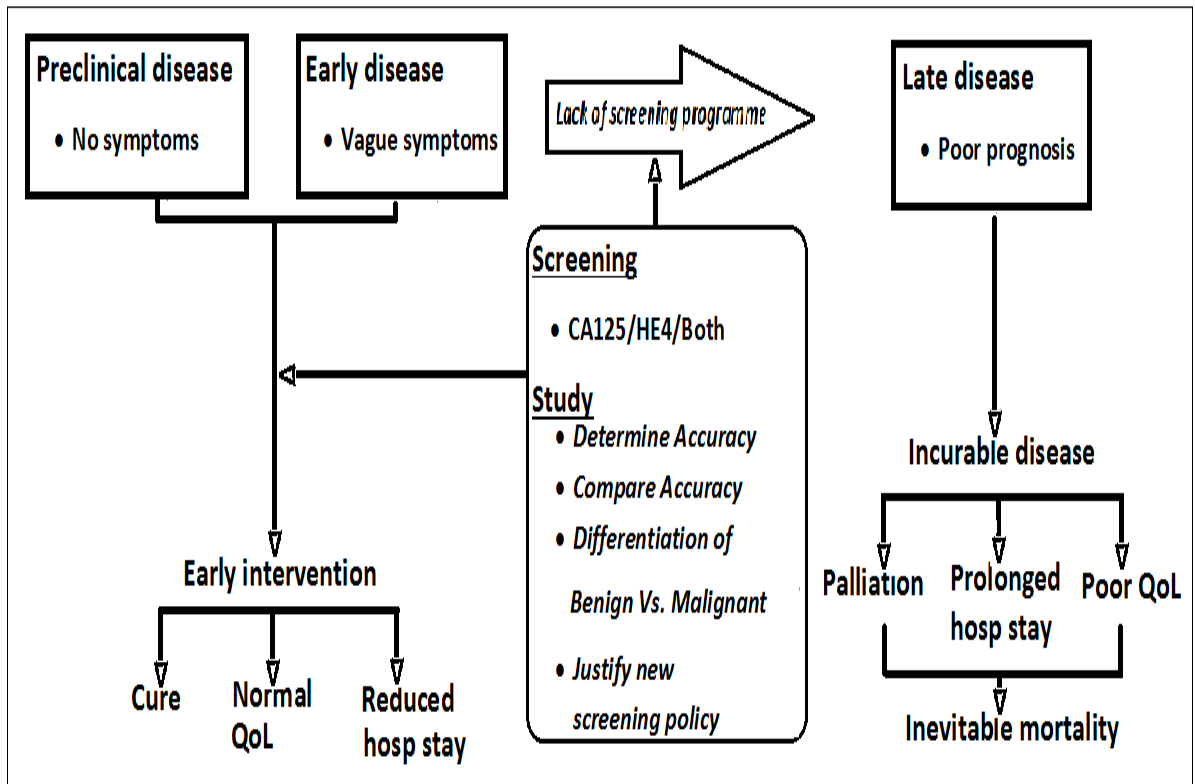 Preclinical disease
• No symptoms
Early disease
• Vague symptoms
Lack of screening programme
Late disease
• Poor prognosis
Screening
• CA125/HE4/Both
Study
• Determine Accuracy
• Compare Accuracy
• Differentiation of
Benign Vs. Malignant
• Justify new
screening policy
Early intervention
Cure
Normal
QoL
Reduced
hosp stay
Incurable disease
Palliation
Prolonged
hosp stay
Poor QoL
Inevitable mortality